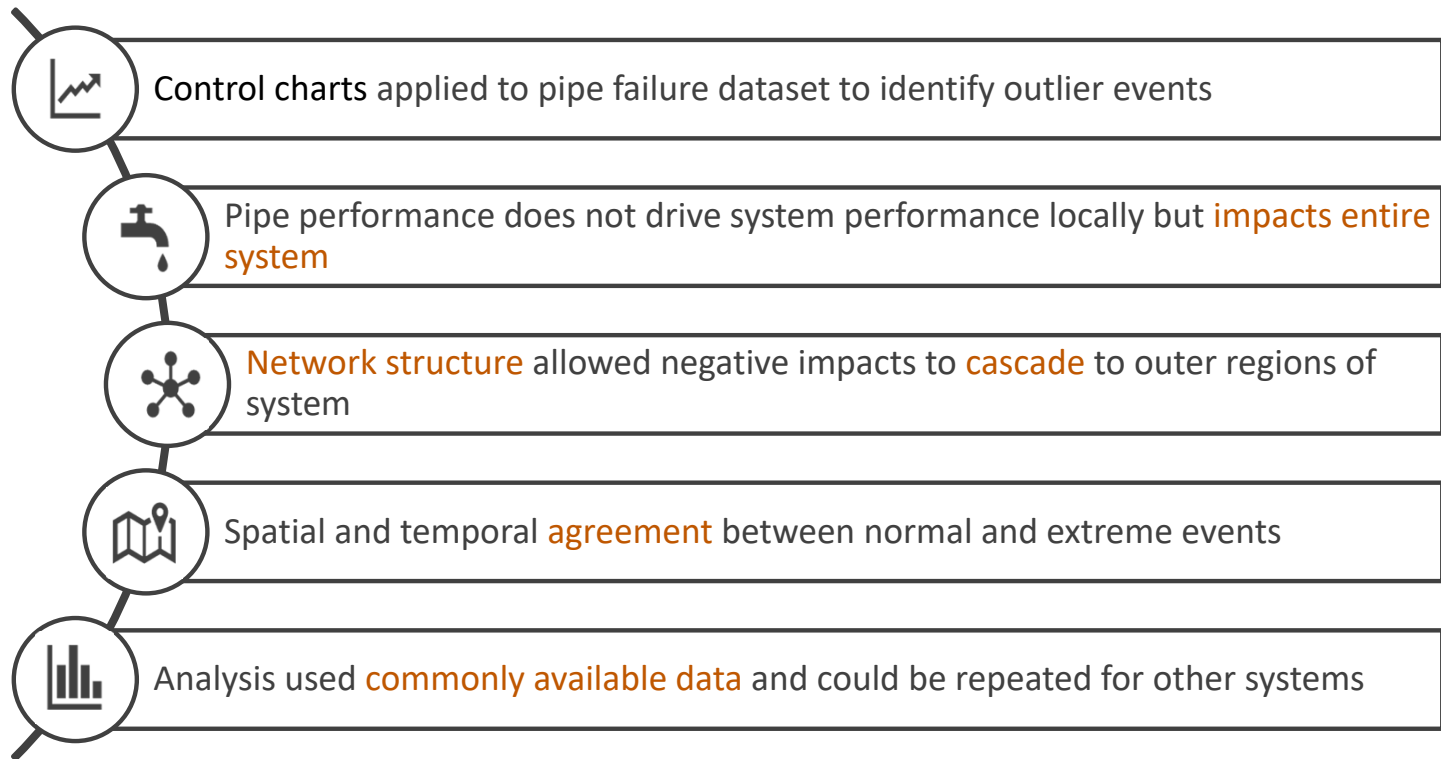 Control charts applied to pipe failure dataset to identify outlier events
Pipe performance does not drive system performance locally but impacts entire
system
Network structure allowed negative impacts to cascade to outer regions of
system
Spatial and temporal agreement between normal and extreme events
Analysis used commonly available data and could be repeated for other systems